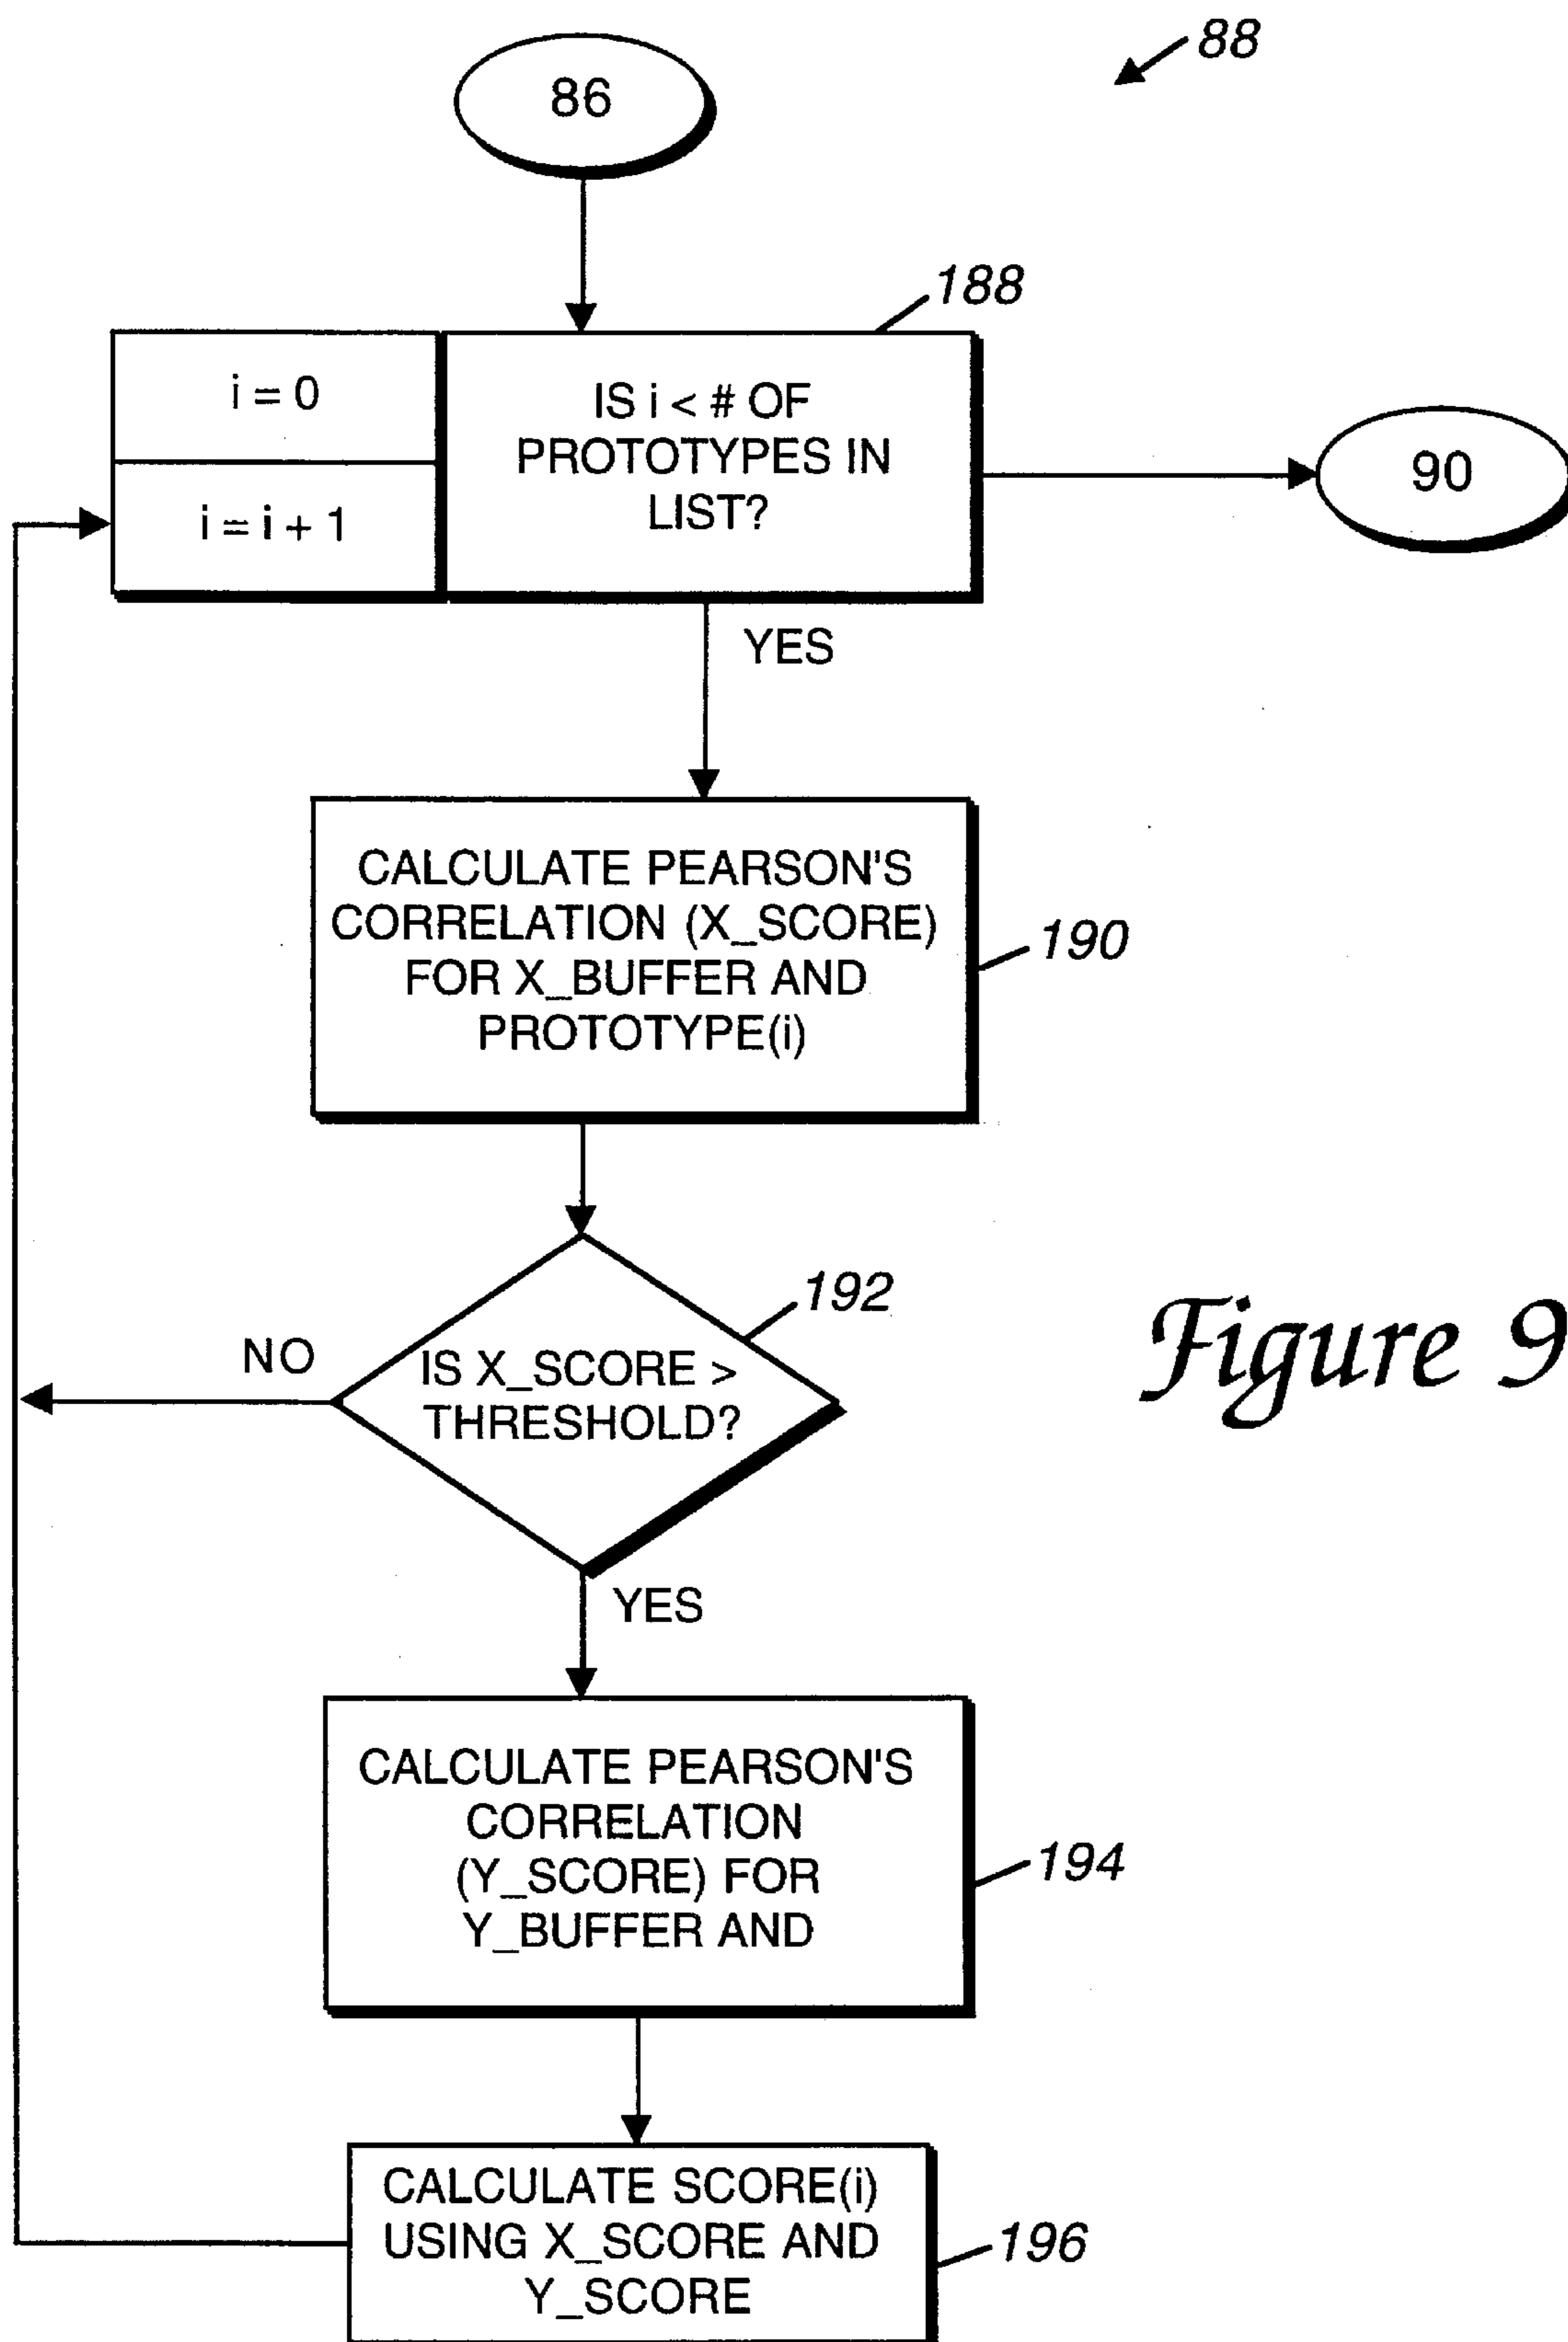 88
86
188
i = 0
i = i + 1
IS i < # OF
PROTOTYPES IN
LIST?
90
YES
CALCULATE PEARSON'S
CORRELATION (X_SCORE)
FOR X_BUFFER AND
PROTOTYPE(i)
190
192
NO
IS X_SCORE >
THRESHOLD?
Figure 9
YES
CALCULATE PEARSON'S
CORRELATION
(Y_SCORE) FOR
Y_BUFFER AND
194
CALCULATE SCORE(i)
USING X_SCORE AND
Y_SCORE
196